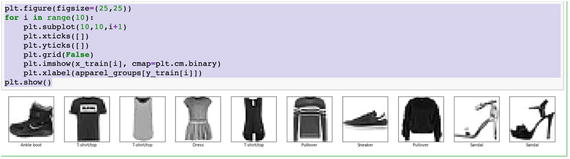 plt.figure(figsize=(25,25))
for i in range(10):
plt.subplot(10,10,i+1)
plt.xticks([])
plt.yticks([])
plt.grid(False)
plt.imshow(x_train[i], cmap=plt.cm.binary)
plt.xlabel(apparel_groups[y_train[i]])
plt.show()
Ankle boot T-shirt/top T-shirt/top Dress T-shirt/top Pullover Sneaker Pullover Sandal Sandal